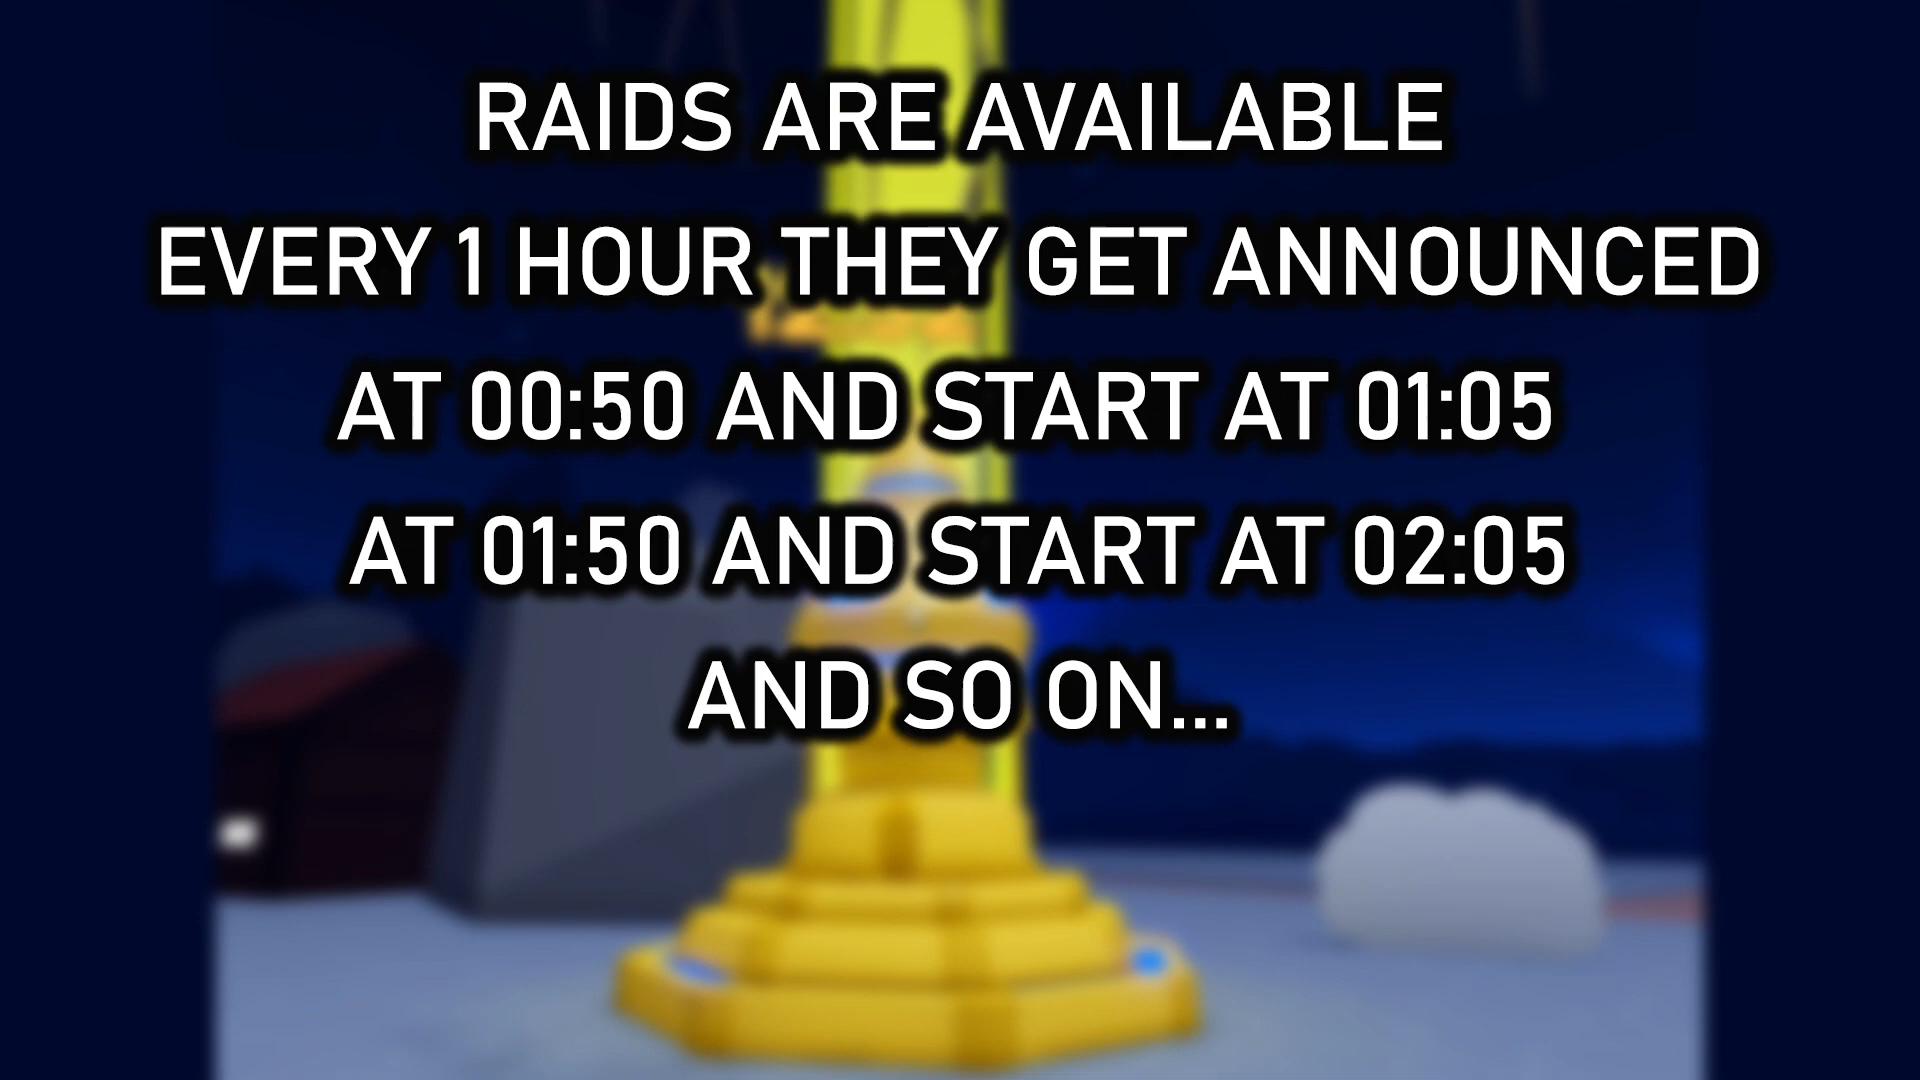 RAIDS ARE AVAILABLE
EVERY 1 HOUR THEY GET ANNOUNCED
AT 00:50 AND START AT 01:05
AT 01:50 AND START AT 02:05
AND SO ON...